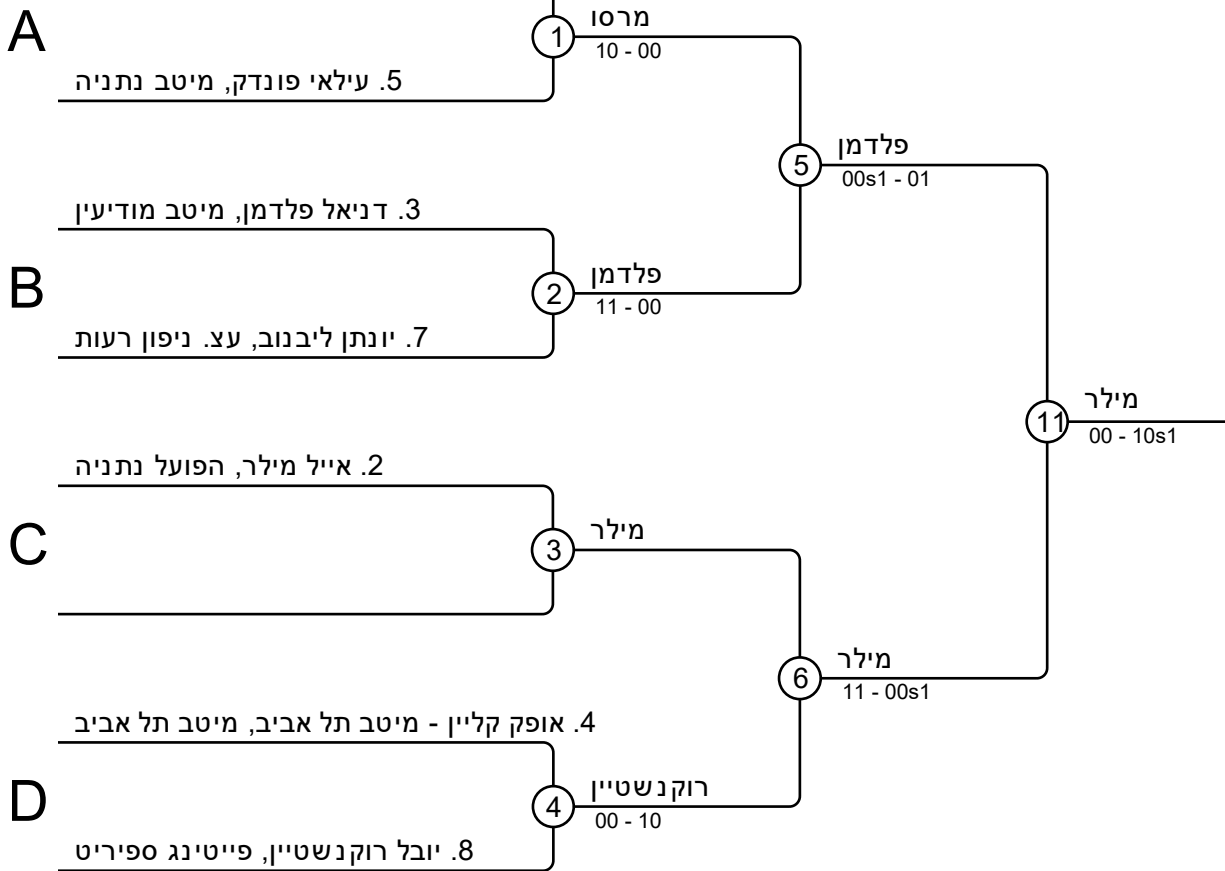 A
1
מרסו
10 - 00
5. עילאי פונדק, מיטב נתניה
5
פלדמן
00s1 - 01
3. דניאל פלדמן, מיטב מודיעין
B
2
פלדמן
11 - 00
7. יונתן ליבנוב, עצ. ניפון רעות
11
מילר
00 - 10s1
2. אייל מילר, הפועל נתניה
C
3
מילר
6
מילר
11 - 00s1
4. אופק קליין - מיטב תל אביב, מיטב תל אביב
D
4
רוקנשטיין
00 - 10
8. יובל רוקנשטיין, פייטינג ספיריט